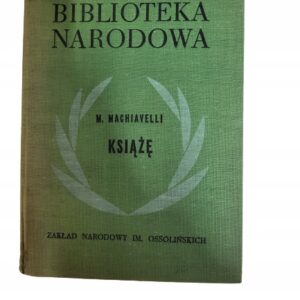 BIBLIOTEKA
NARODOWA
M. MACHIAVELLI
KSIĄŻĘ
ZAKŁAD NARODOWY IM. OSSOLIŃSKICH